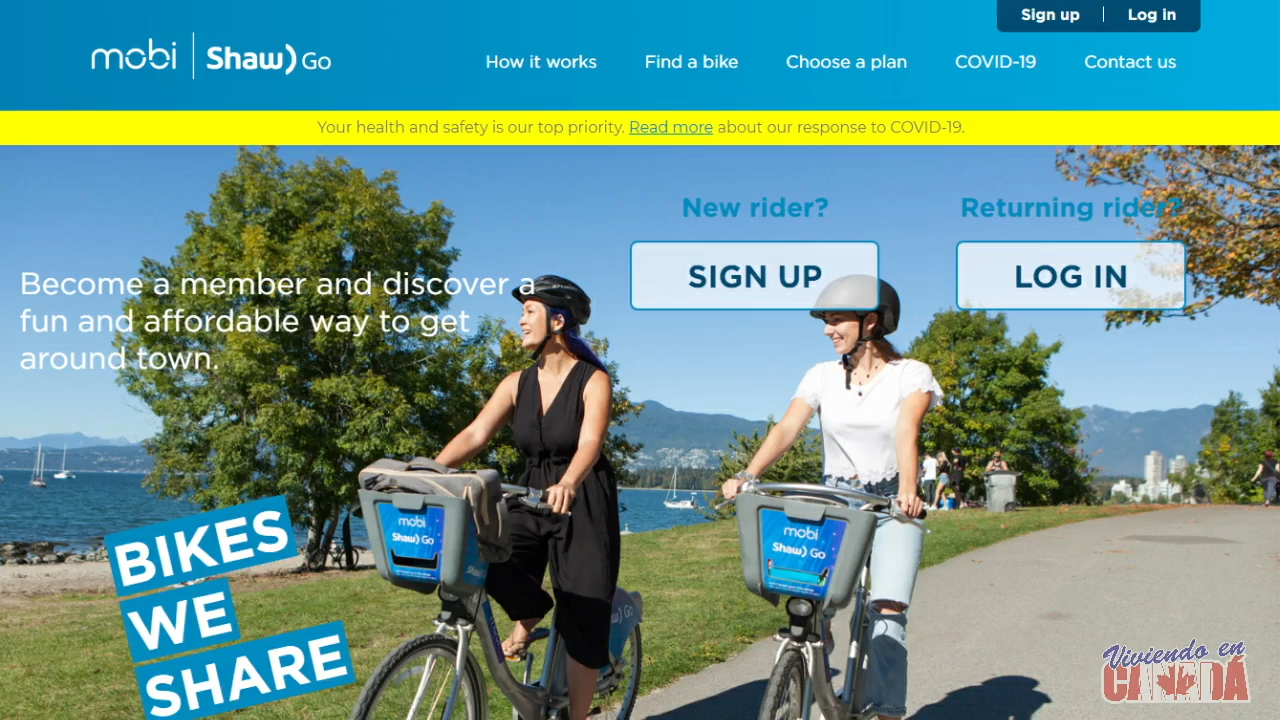 Sign up
Log in
mobi Shaw) Go
How it works
Find a bike
Choose a plan
COVID-19
Contact us
Your health and safety is our top priority. Read more about our response to COVID-19.
New rider?
Returning rider?
SIGN UP
LOG IN
Become a member and discover a
fun and affordable way to get
around town.
mobi
Shaw) Go
mobi
Shaw) Go
Go
BIKES
WE
SHARE
Viviendo en
CANADA